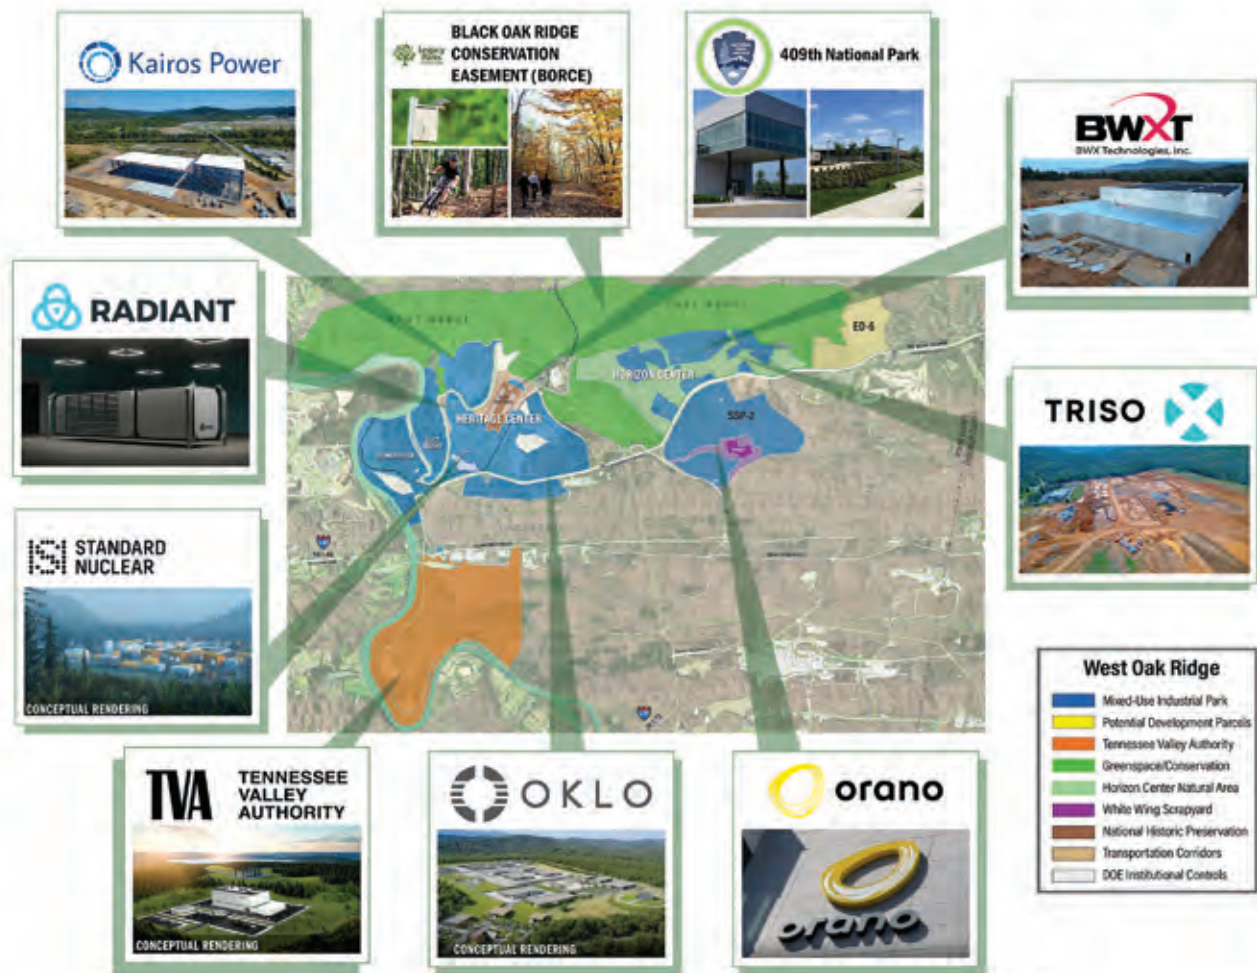 Kairos Power
BLACK OAK RIDGE
CONSERVATION
EASEMENT (BORCE)
409th National Park
BWXT
BWX Technologies, Inc.
RADIANT
TRISO
STANDARD
NUCLEAR
CONCEPTUAL RENDERING
ED-6
HORIZON CENTER
HERITAGE CENTER
SSP-2
West Oak Ridge
Mixed-Use Industrial Park
Potential Development Parcels
Tennessee Valley Authority
Greenspace/Conservation
Horizon Center Natural Area
White Wing Scrapyard
National Historic Preservation
Transportation Corridors
DOE Institutional Controls
TVA
TENNESSEE
VALLEY
AUTHORITY
CONCEPTUAL RENDERING
OKLO
CONCEPTUAL RENDERING
orano
orano